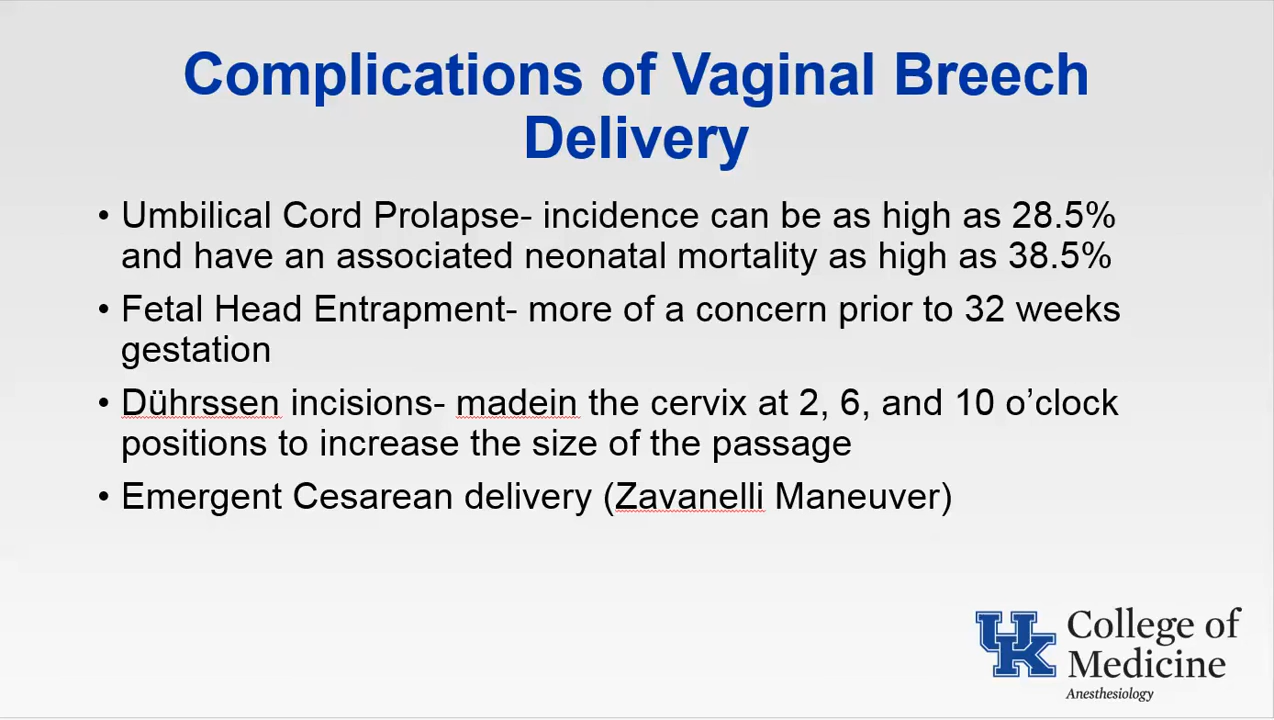 Complications of Vaginal Breech
Delivery
• Umbilical Cord Prolapse- incidence can be as high as 28.5%
and have an associated neonatal mortality as high as 38.5%
• Fetal Head Entrapment- more of a concern prior to 32 weeks
gestation
• Dührssen incisions- madein the cervix at 2, 6, and 10 o’clock
positions to increase the size of the passage
• Emergent Cesarean delivery (Zavanelli Maneuver)
UK College of
Medicine
Anesthesiology